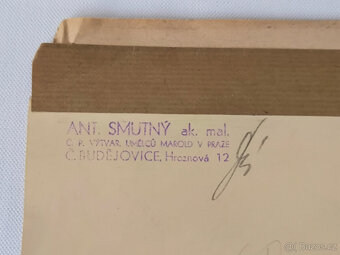 ANT. SMUTNÝ ak. mal.
Č. P. VÝTVAR. UMĚLCŮ MAROLD V PRAZE
Č. BUDĚJOVICE, Hroznová 12